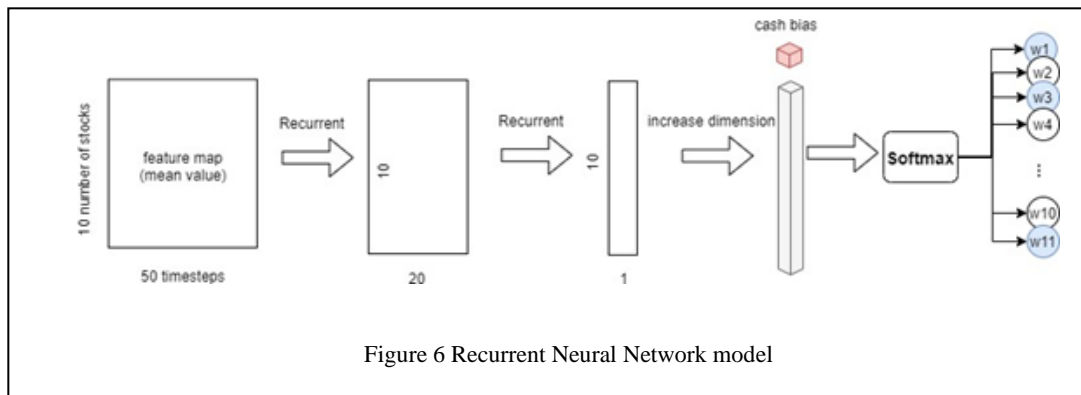 cash bias
10 number of stocks
feature map
(mean value)
50 timesteps
Recurrent
10
20
Recurrent
10
1
increase dimension
Softmax
w1
w2
w3
w4
...
w10
w11
Figure 6 Recurrent Neural Network model